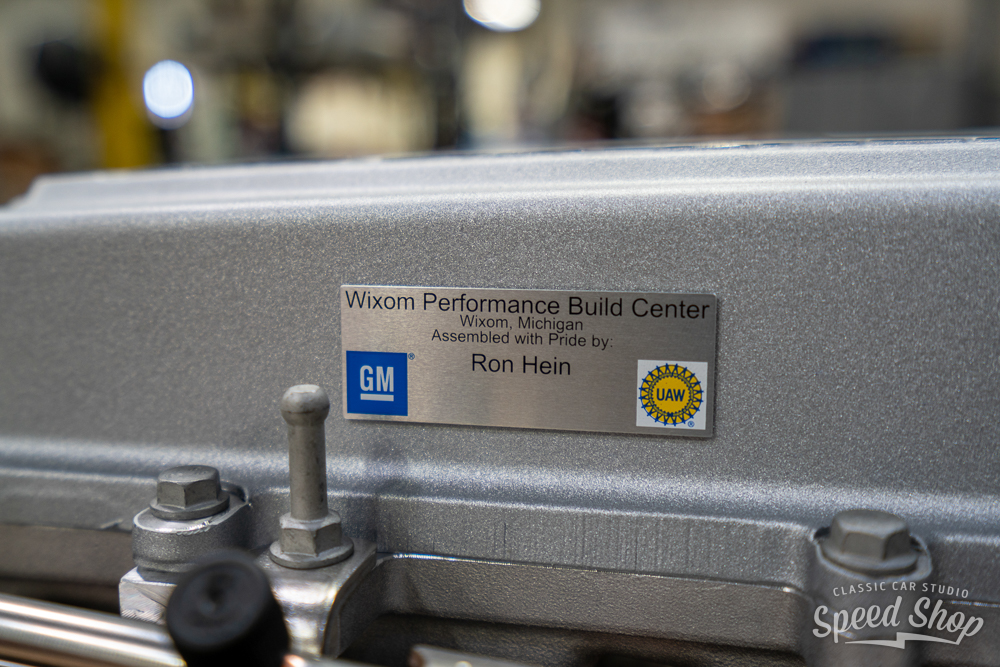 Wixom Performance Build Center
Wixom, Michigan
Assembled with Pride by:
Ron Hein
GM®
UAW
®
CLASSIC CAR STUDIO
Speed Shop